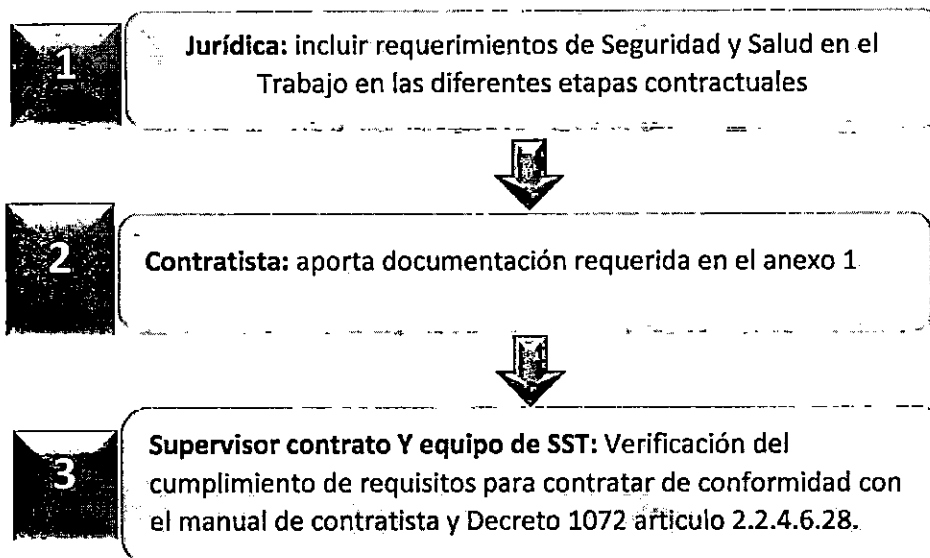 1
Jurídica: incluir requerimientos de Seguridad y Salud en el
Trabajo en las diferentes etapas contractuales
2
Contratista: aporta documentación requerida en el anexo 1
3
Supervisor contrato Y equipo de SST: Verificación del
cumplimiento de requisitos para contratar de conformidad con
el manual de contratista y Decreto 1072 articulo 2.2.4.6.28.